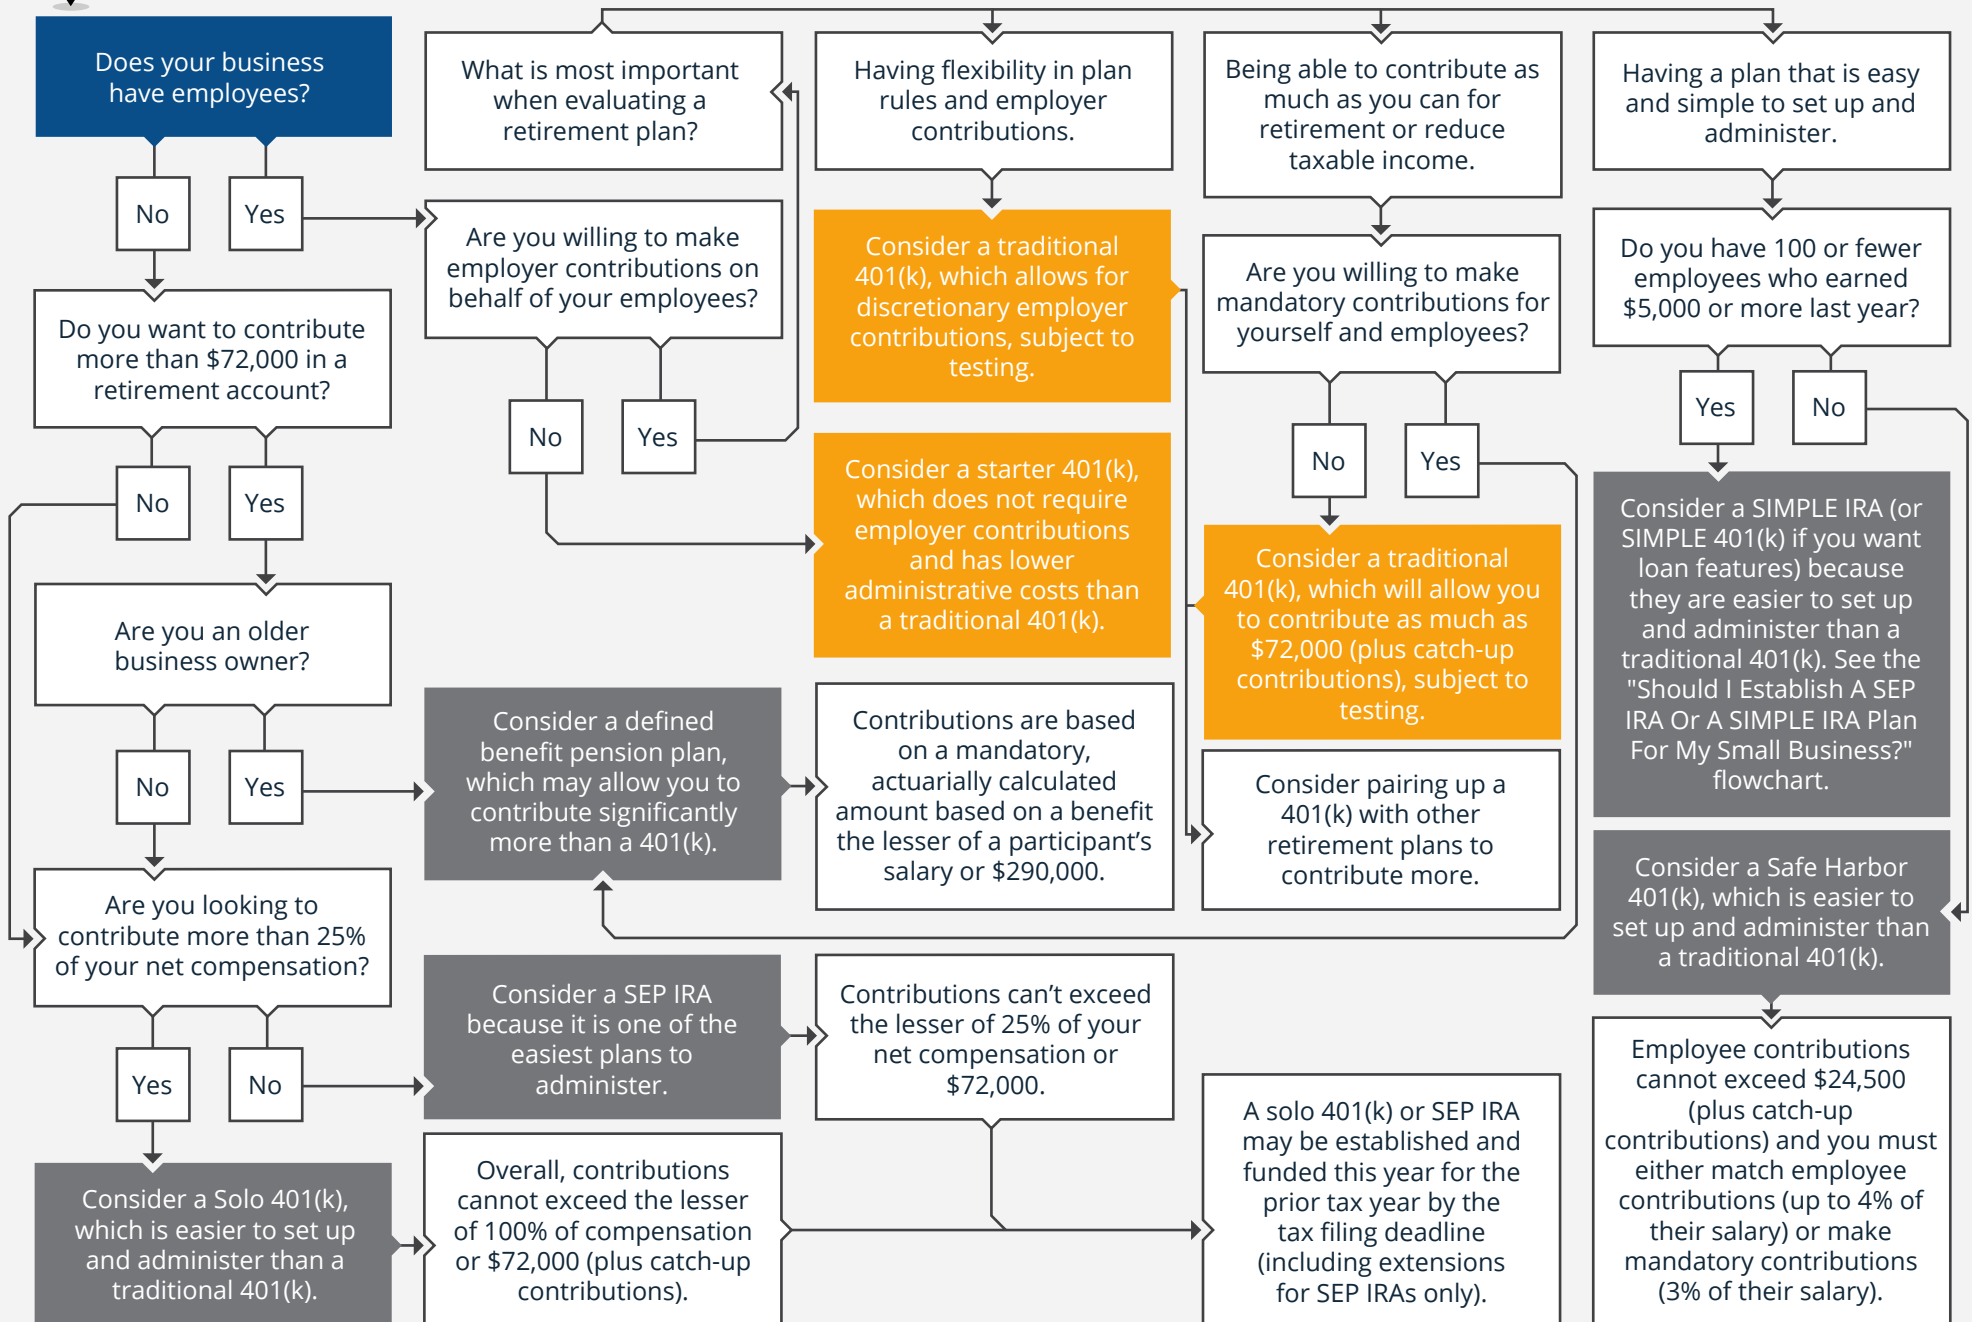 Does your business
have employees?
No
Yes
Do you want to contribute
more than $72,000 in a
retirement account?
No
Yes
Are you an older
business owner?
No
Yes
Are you looking to
contribute more than 25%
of your net compensation?
Yes
No
Consider a Solo 401(k),
which is easier to set up
and administer than a
traditional 401(k).
What is most important
when evaluating a
retirement plan?
Are you willing to make
employer contributions on
behalf of your employees?
No
Yes
Consider a defined
benefit pension plan,
which may allow you to
contribute significantly
more than a 401(k).
Consider a SEP IRA
because it is one of the
easiest plans to
administer.
Overall, contributions
cannot exceed the lesser
of 100% of compensation
or $72,000 (plus catch-up
contributions).
Having flexibility in plan
rules and employer
contributions.
Consider a traditional
401(k), which allows for
discretionary employer
contributions, subject to
testing.
Consider a starter 401(k),
which does not require
employer contributions
and has lower
administrative costs than
a traditional 401(k).
Contributions are based
on a mandatory,
actuarially calculated
amount based on a benefit
the lesser of a participant’s
salary or $290,000.
Contributions can’t exceed
the lesser of 25% of your
net compensation or
$72,000.
Being able to contribute as
much as you can for
retirement or reduce
taxable income.
Are you willing to make
mandatory contributions for
yourself and employees?
No
Yes
Consider a traditional
401(k), which will allow you
to contribute as much as
$72,000 (plus catch-up
contributions), subject to
testing.
Consider pairing up a
401(k) with other
retirement plans to
contribute more.
A solo 401(k) or SEP IRA
may be established and
funded this year for the
prior tax year by the
tax filing deadline
(including extensions
for SEP IRAs only).
Having a plan that is easy
and simple to set up and
administer.
Do you have 100 or fewer
employees who earned
$5,000 or more last year?
Yes
No
Consider a SIMPLE IRA (or
SIMPLE 401(k) if you want
loan features) because
they are easier to set up
and administer than a
traditional 401(k). See the
"Should I Establish A SEP
IRA Or A SIMPLE IRA Plan
For My Small Business?"
flowchart.
Consider a Safe Harbor
401(k), which is easier to
set up and administer than
a traditional 401(k).
Employee contributions
cannot exceed $24,500
(plus catch-up
contributions) and you must
either match employee
contributions (up to 4% of
their salary) or make
mandatory contributions
(3% of their salary).